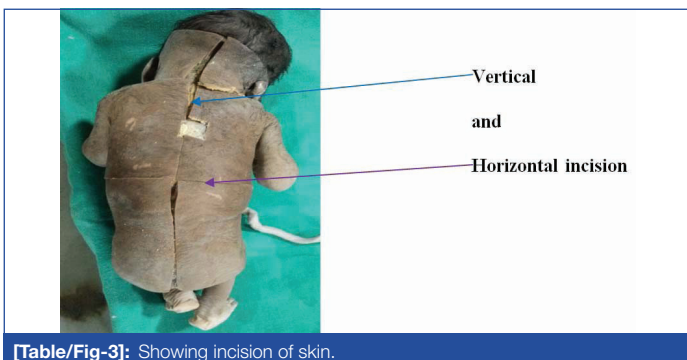 Vertical
and
Horizontal incision
[Table/Fig-3]: Showing incision of skin.